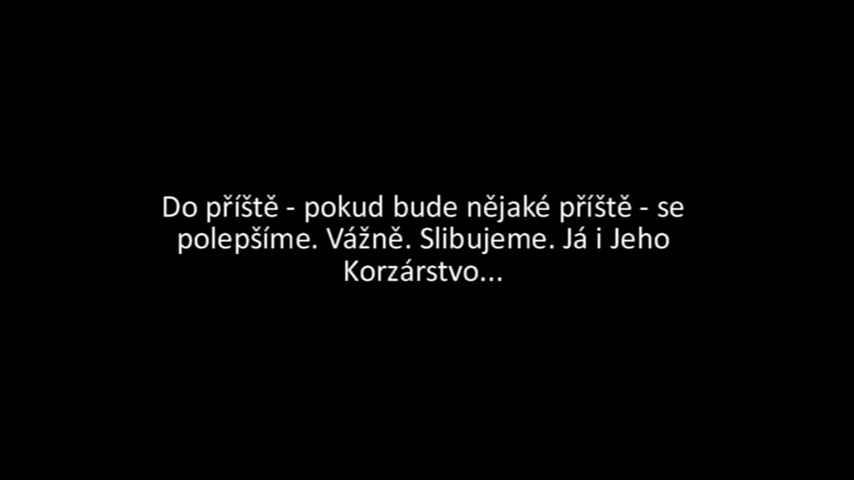 Do příště - pokud bude nějaké příště - se
polepšíme. Vážně. Slibujeme. Já i Jeho
Korzárstvo...